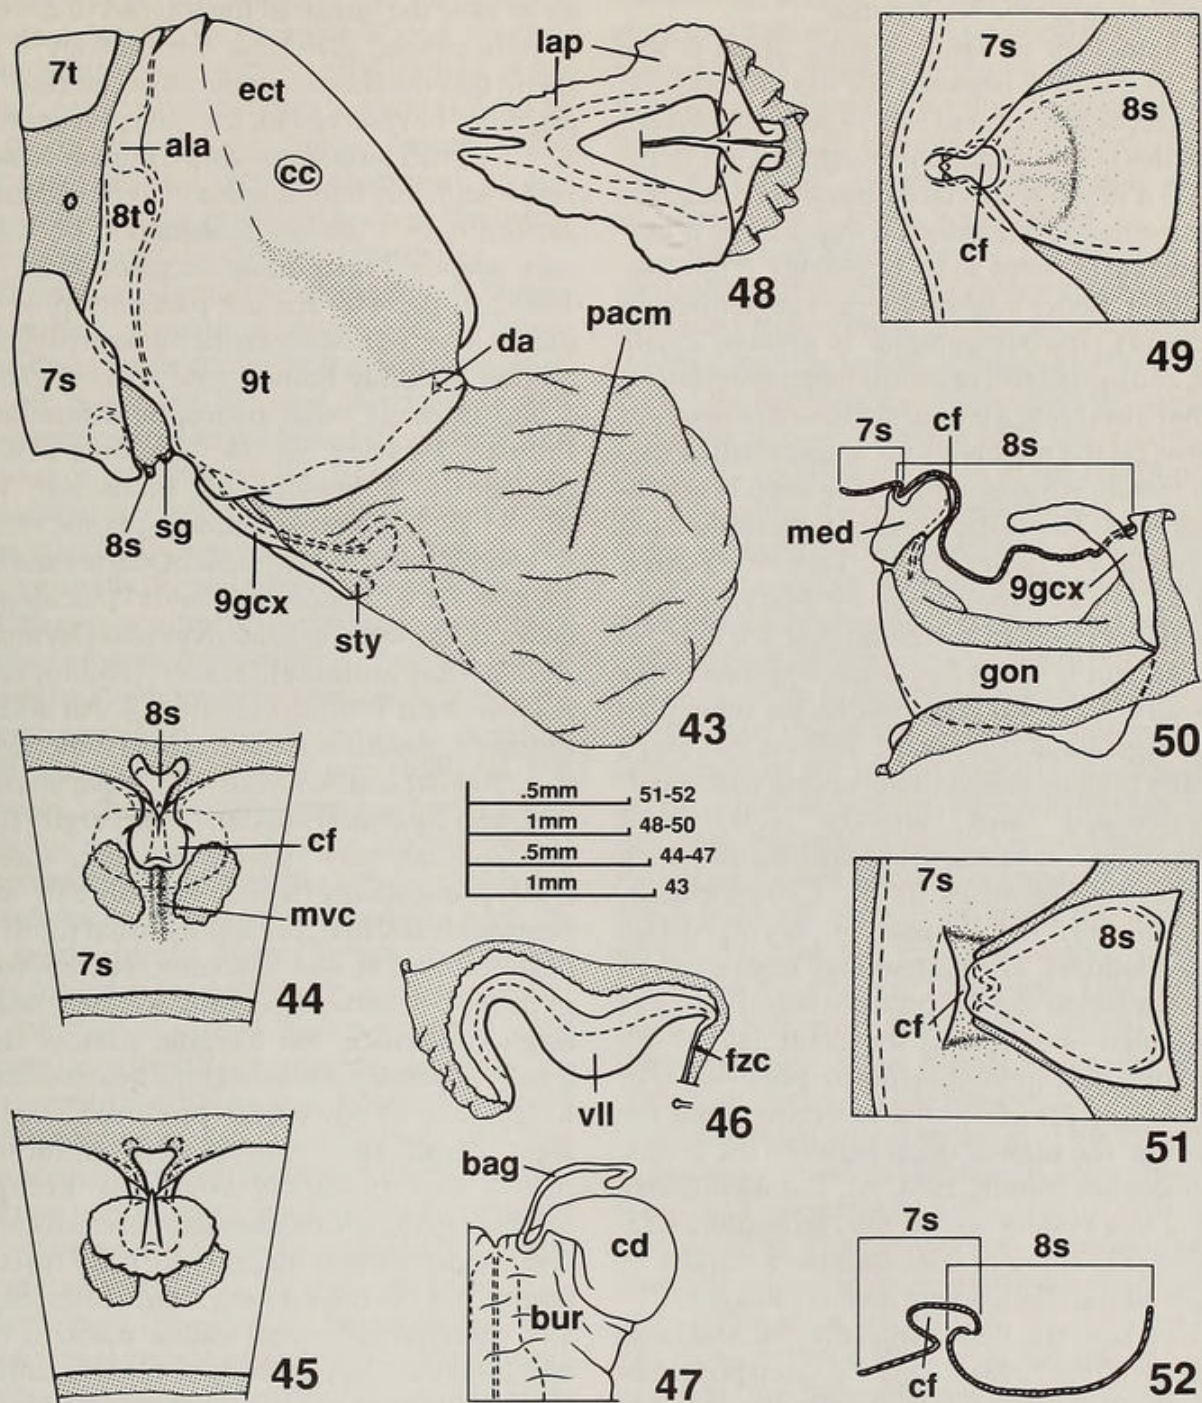 7t
ect
ala
cc
8t
7s
9t
da
pacm
8s
sg
9gcx
sty
43
lap
48
7s
8s
cf
49
7s
cf
8s
med
9gcx
gon
50
8s
cf
mvc
7s
44
.5mm 51-52
1mm 48-50
.5mm 44-47
1mm 43
vll
fzc
46
7s
8s
cf
51
45
bag
cd
bur
47
7s
8s
cf
52